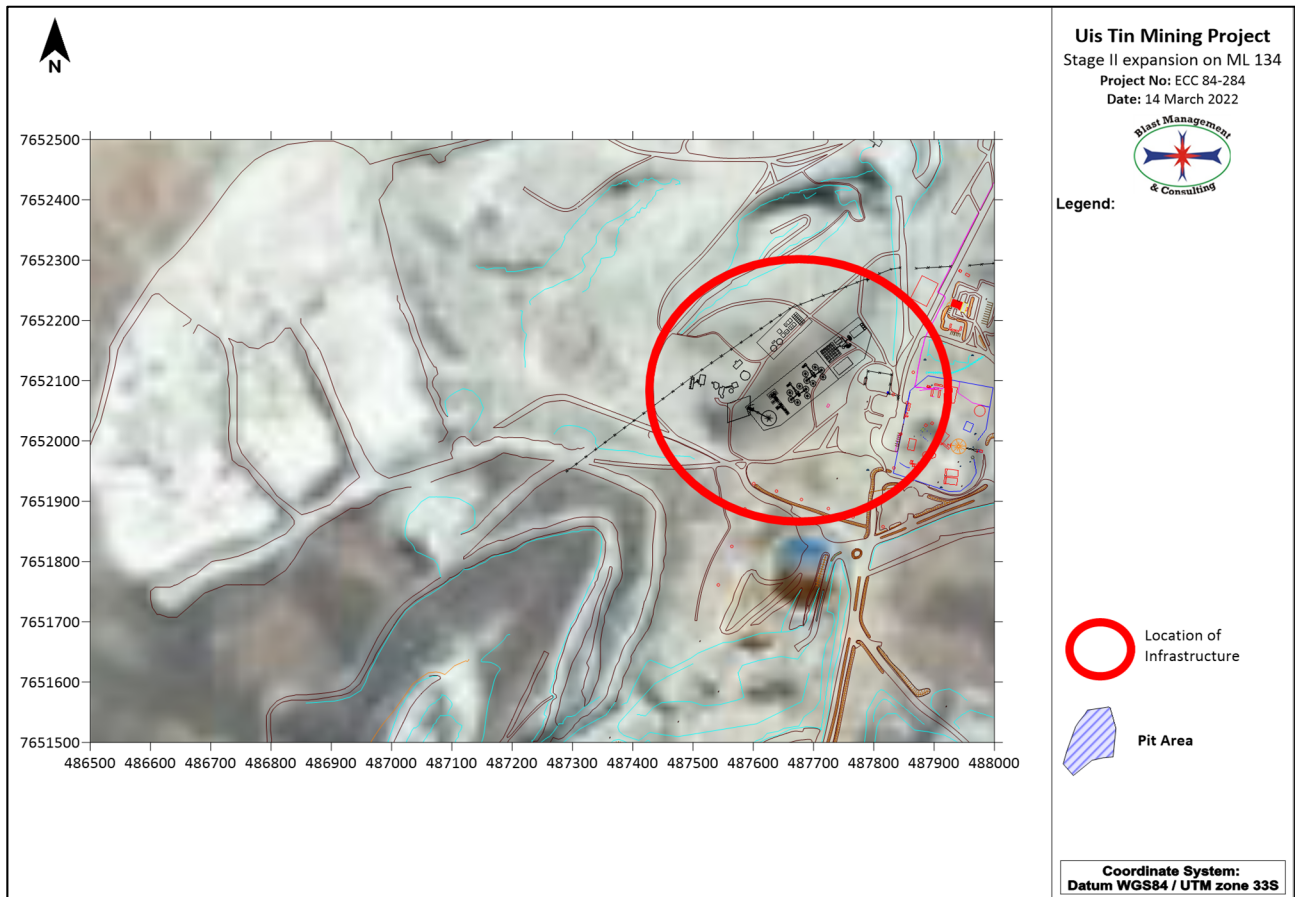 N
7652500
7652400
7652300
7652200
7652100
7652000
7651900
7651800
7651700
7651600
7651500
486500 486600 486700 486800 486900 487000 487100 487200 487300 487400 487500 487600 487700 487800 487900 488000
Uis Tin Mining Project
Stage II expansion on ML 134
Project No: ECC 84-284
Date: 14 March 2022
Blast Management
& Consulting
Legend:
Location of
Infrastructure
Pit Area
Coordinate System:
Datum WGS84 / UTM zone 33S